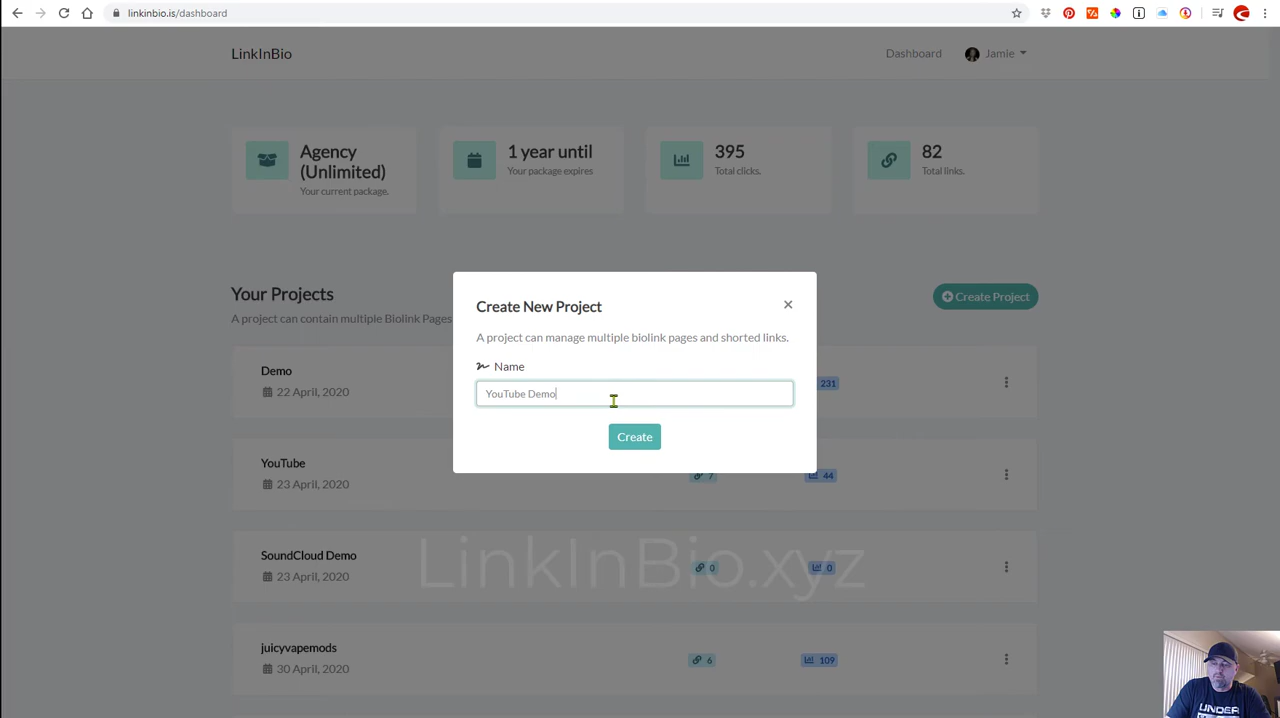 linkinbio.is/dashboard
LinkInBio
Dashboard
Jamie
Agency
(Unlimited)
Your current package.
1 year until
Your package expires
395
Total clicks.
82
Total links.
Your Projects
A project can contain multiple Biolink Pages
Create Project
Create New Project
×
A project can manage multiple biolink pages and shorted links.
Name
YouTube Demo
Create
Demo
22 April, 2020
231
YouTube
23 April, 2020
7
44
SoundCloud Demo
23 April, 2020
0
0
LinkInBio.xyz
juicyvapemods
30 April, 2020
6
109
UNDER